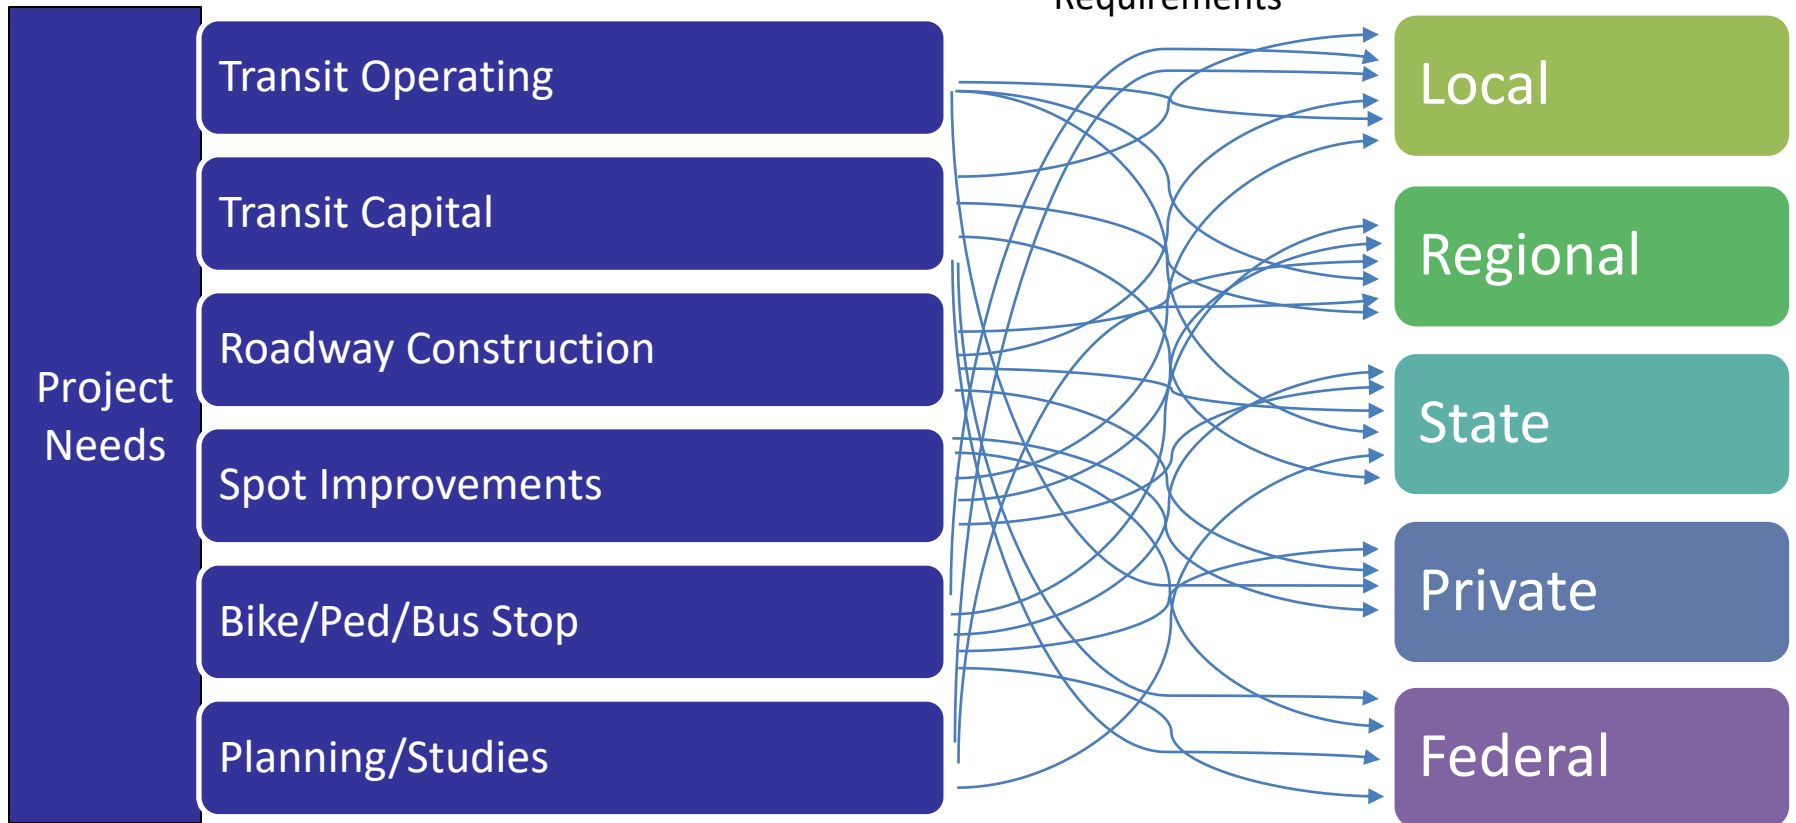 Requirements
Project
Needs
Transit Operating
Transit Capital
Roadway Construction
Spot Improvements
Bike/Ped/Bus Stop
Planning/Studies
Local
Regional
State
Private
Federal